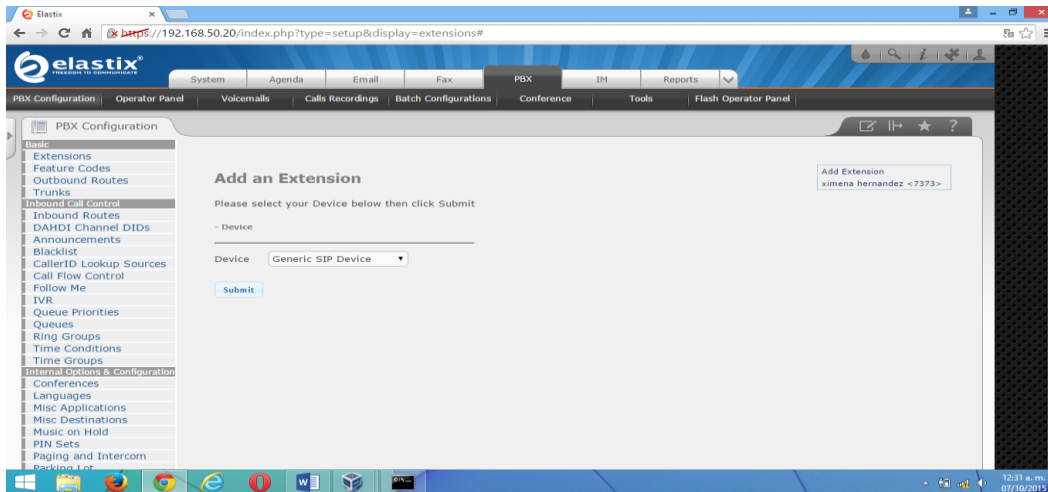 Elastix
https://192.168.50.20/index.php?type=setup&display=extensions#
elastix®
FREEDOM TO COMMUNICATE
System Agenda Email Fax PBX IM Reports
PBX Configuration Operator Panel Voicemails Calls Recordings Batch Configurations Conference Tools Flash Operator Panel
PBX Configuration
Basic
Extensions
Feature Codes
Outbound Routes
Trunks
Inbound Call Control
Inbound Routes
DAHDI Channel DIDs
Announcements
Blacklist
CallerID Lookup Sources
Call Flow Control
Follow Me
IVR
Queue Priorities
Queues
Ring Groups
Time Conditions
Time Groups
Internal Options & Configuration
Conferences
Languages
Misc Applications
Misc Destinations
Music on Hold
PIN Sets
Paging and Intercom
Parking Lot
Add an Extension
Please select your Device below then click Submit
- Device
Device Generic SIP Device
Submit
Add Extension
ximena hernandez <7373>
12:31 a. m.
07/10/2015